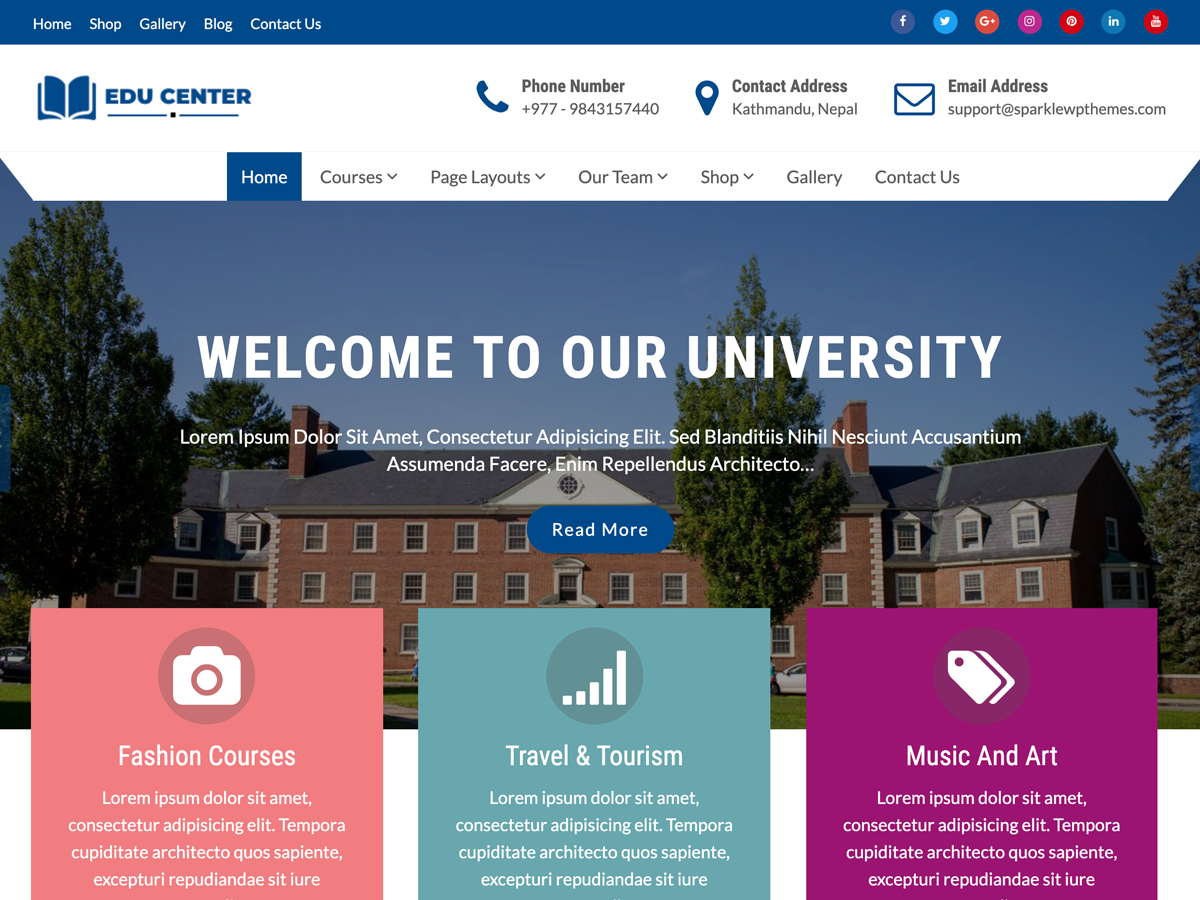 Home Shop Gallery Blog Contact Us
EDU CENTER
Phone Number
+977 - 9843157440
Contact Address
Kathmandu, Nepal
Email Address
support@sparklewpthemes.com
Home Courses Page Layouts Our Team Shop Gallery Contact Us
WELCOME TO OUR UNIVERSITY
Lorem Ipsum Dolor Sit Amet, Consectetur Adipisicing Elit. Sed Blanditiis Nihil Nesciunt Accusantium
Assumenda Facere, Enim Repellendus Architecto...
Read More
Fashion Courses
Lorem ipsum dolor sit amet,
consectetur adipisicing elit. Tempora
cupiditate architecto quos sapiente,
excepturi repudiandae sit iure
Travel & Tourism
Lorem ipsum dolor sit amet,
consectetur adipisicing elit. Tempora
cupiditate architecto quos sapiente,
excepturi repudiandae sit iure
Music And Art
Lorem ipsum dolor sit amet,
consectetur adipisicing elit. Tempora
cupiditate architecto quos sapiente,
excepturi repudiandae sit iure